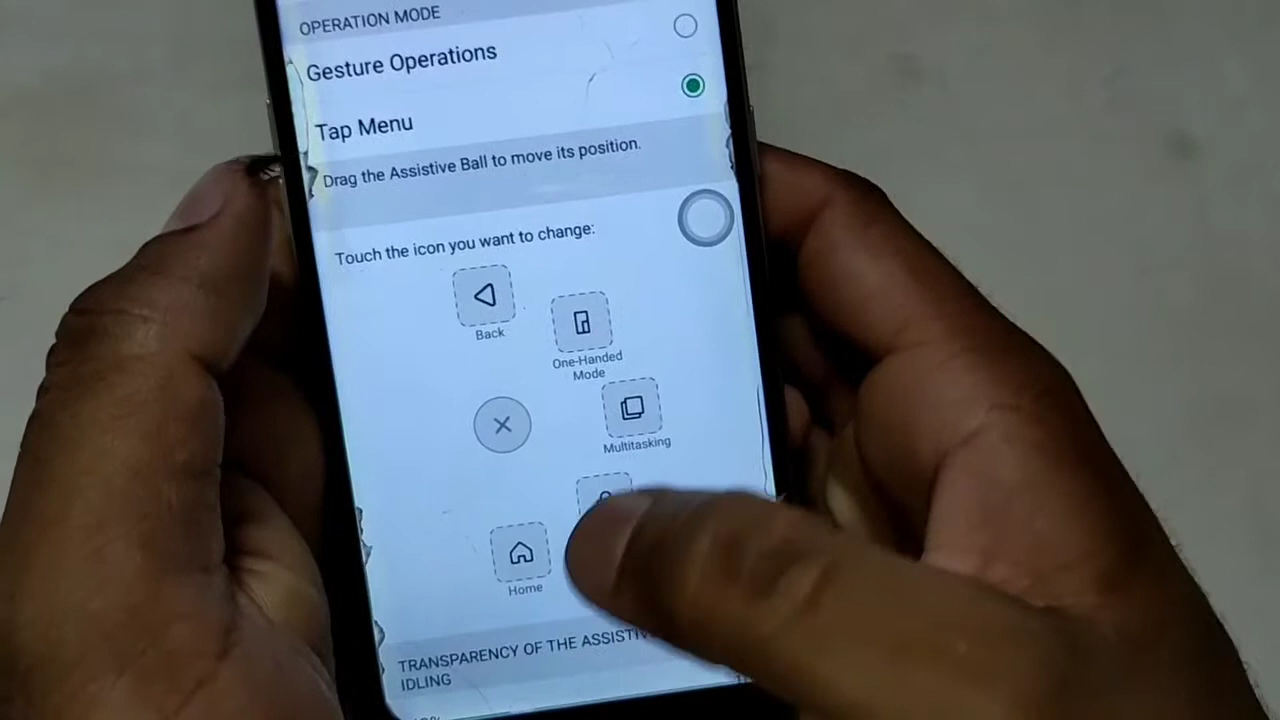 OPERATION MODE
Gesture Operations
Tap Menu
Drag the Assistive Ball to move its position.
Touch the icon you want to change:
Back
One-Handed
Mode
Multitasking
Home
TRANSPARENCY OF THE
IDLING